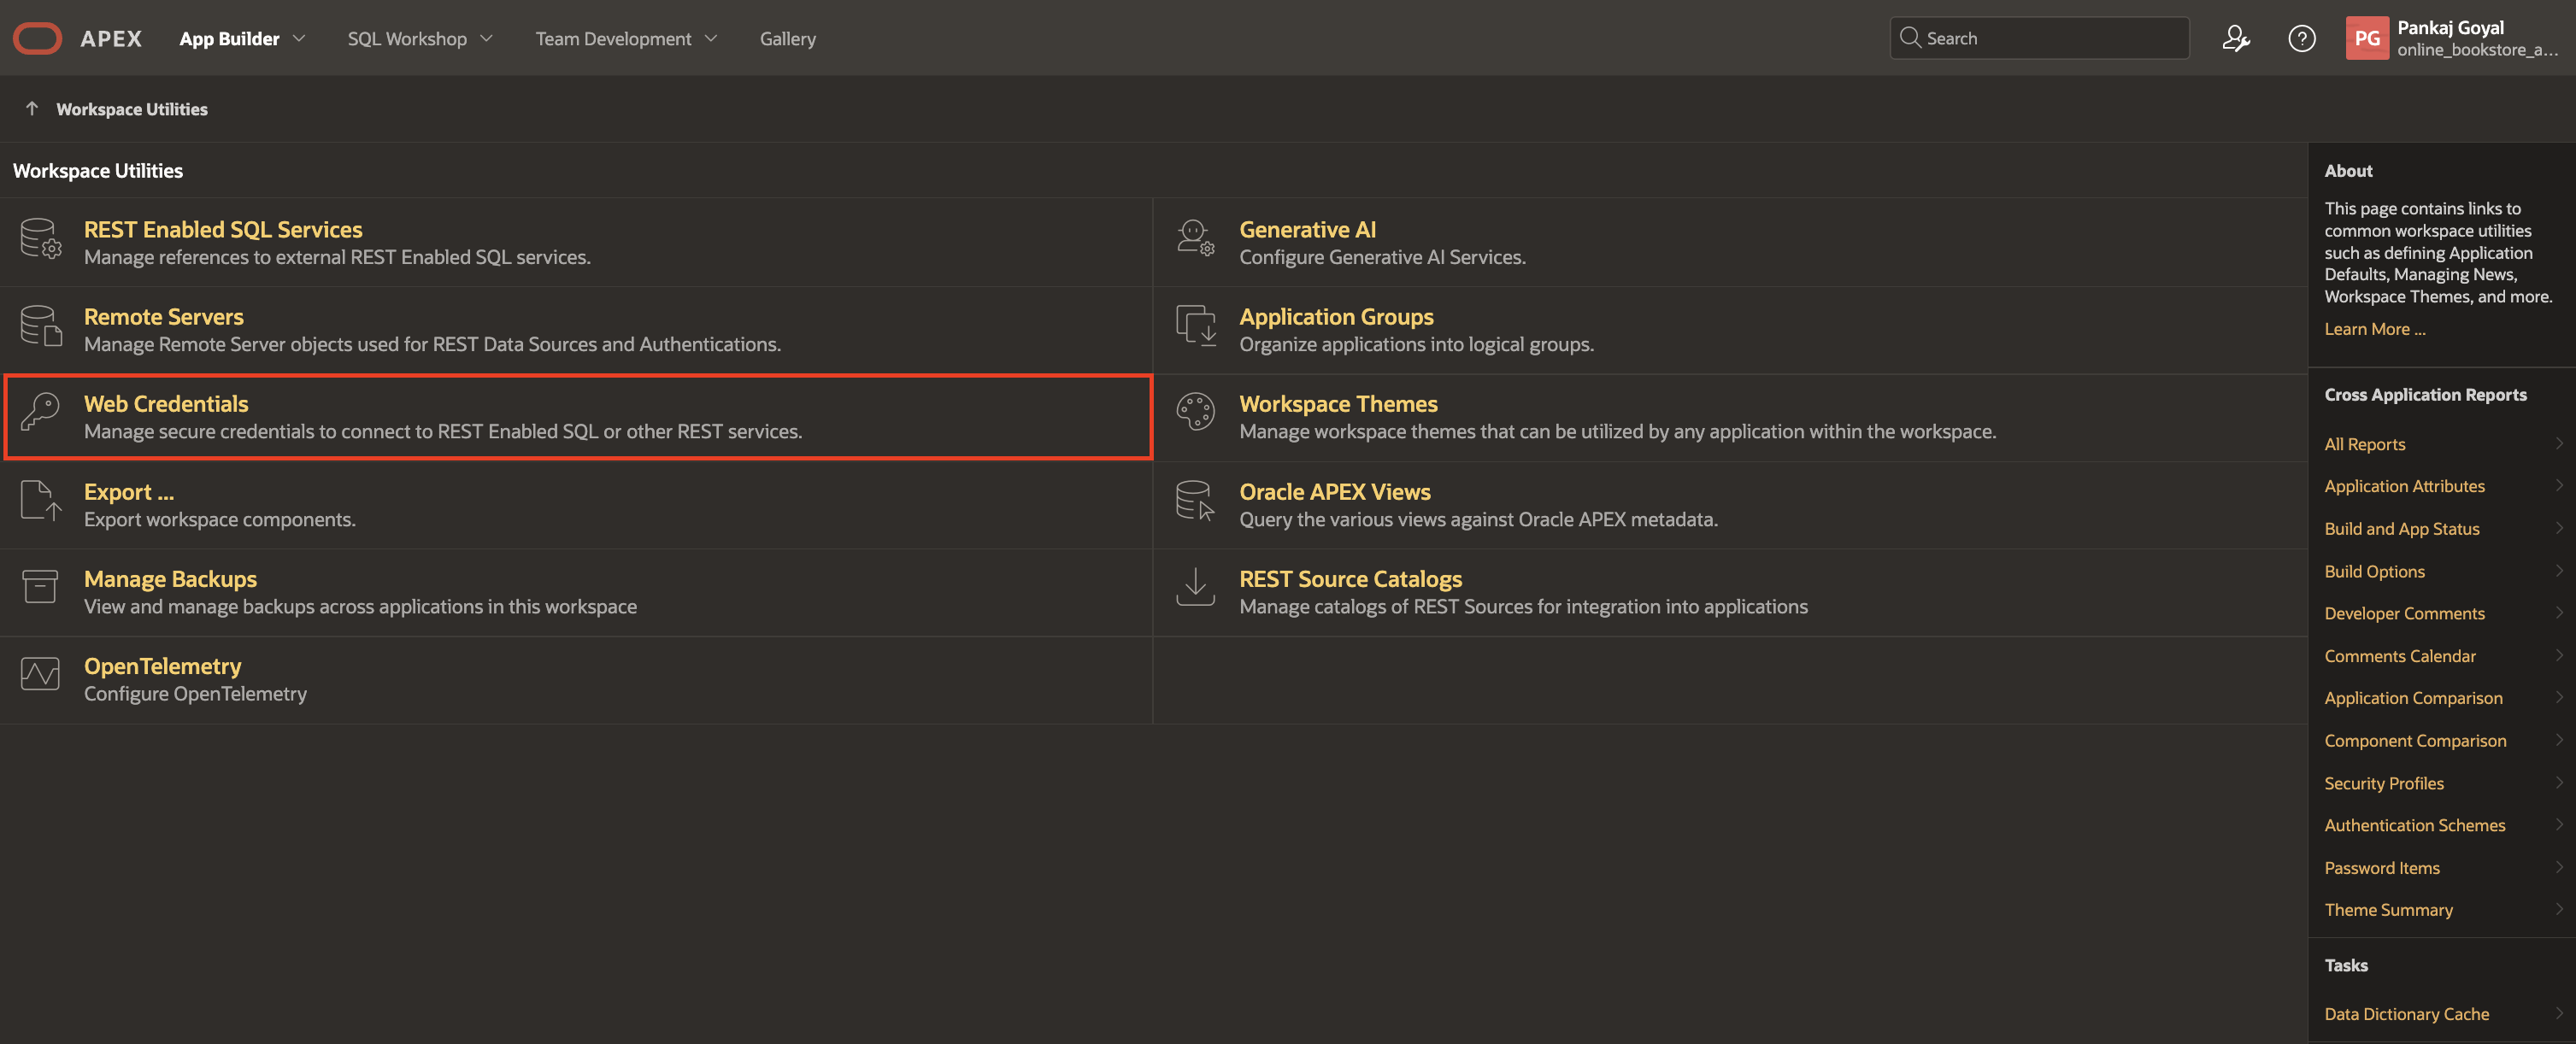 APEX App Builder SQL Workshop Team Development Gallery Search PG Pankaj Goyal
online_bookstore_a...
Workspace Utilities
Workspace Utilities
REST Enabled SQL Services
Manage references to external REST Enabled SQL services.
Generative AI
Configure Generative AI Services.
Remote Servers
Manage Remote Server objects used for REST Data Sources and Authentications.
Application Groups
Organize applications into logical groups.
Web Credentials
Manage secure credentials to connect to REST Enabled SQL or other REST services.
Workspace Themes
Manage workspace themes that can be utilized by any application within the workspace.
Export ...
Export workspace components.
Oracle APEX Views
Query the various views against Oracle APEX metadata.
Manage Backups
View and manage backups across applications in this workspace
REST Source Catalogs
Manage catalogs of REST Sources for integration into applications
OpenTelemetry
Configure OpenTelemetry
About
This page contains links to
common workspace utilities
such as defining Application
Defaults, Managing News,
Workspace Themes, and more.
Learn More ...
Cross Application Reports
All Reports
Application Attributes
Build and App Status
Build Options
Developer Comments
Comments Calendar
Application Comparison
Component Comparison
Security Profiles
Authentication Schemes
Password Items
Theme Summary
Tasks
Data Dictionary Cache